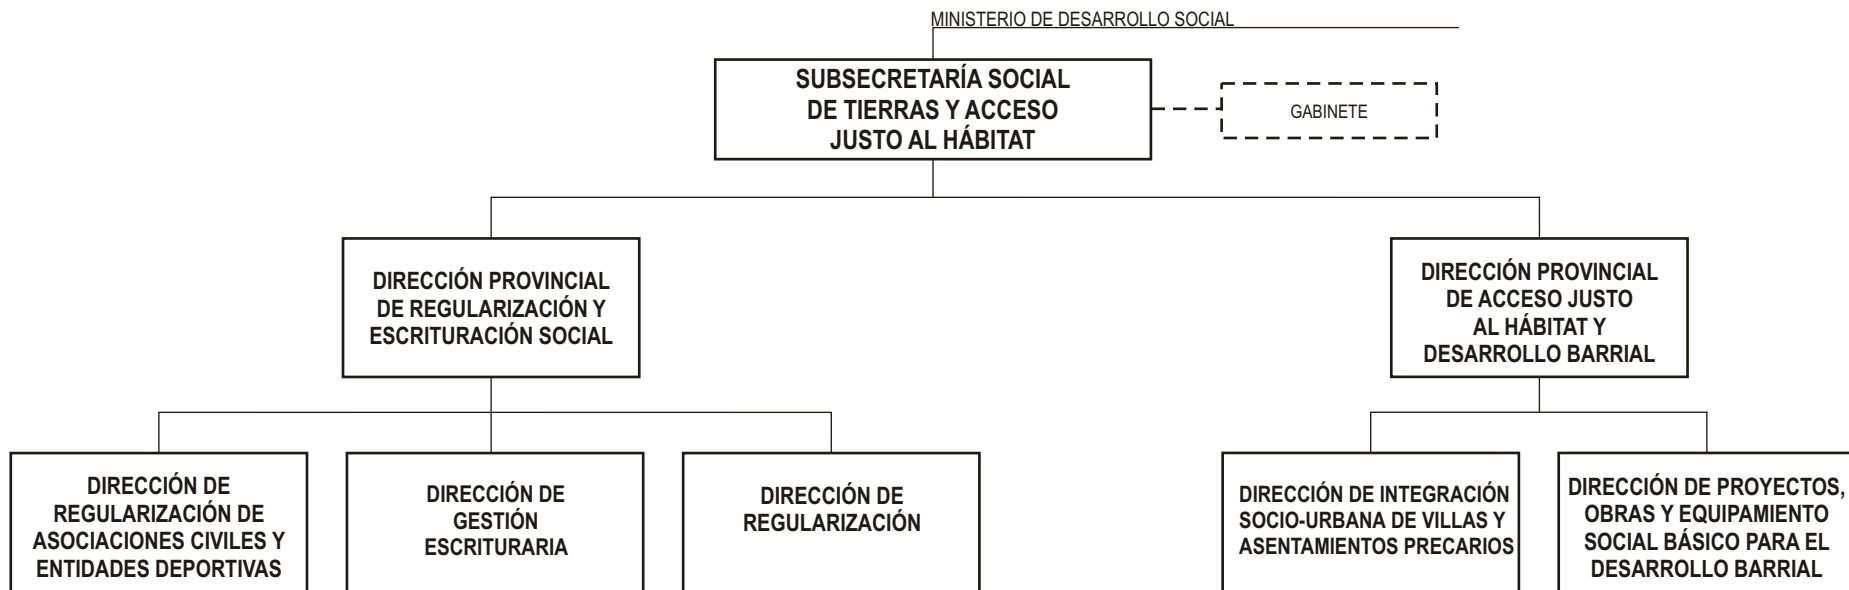 MINISTERIO DE DESARROLLO SOCIAL
SUBSECRETARÍA SOCIAL
DE TIERRAS Y ACCESO
JUSTO AL HÁBITAT
GABINETE
DIRECCIÓN PROVINCIAL
DE REGULARIZACIÓN Y
ESCRITURACIÓN SOCIAL
DIRECCIÓN PROVINCIAL
DE ACCESO JUSTO
AL HÁBITAT Y
DESARROLLO BARRIAL
DIRECCIÓN DE
REGULARIZACIÓN DE
ASOCIACIONES CIVILES Y
ENTIDADES DEPORTIVAS
DIRECCIÓN DE
GESTIÓN
ESCRITURARIA
DIRECCIÓN DE
REGULARIZACIÓN
DIRECCIÓN DE INTEGRACIÓN
SOCIO-URBANA DE VILLAS Y
ASENTAMIENTOS PRECARIOS
DIRECCIÓN DE PROYECTOS,
OBRAS Y EQUIPAMIENTO
SOCIAL BÁSICO PARA EL
DESARROLLO BARRIAL